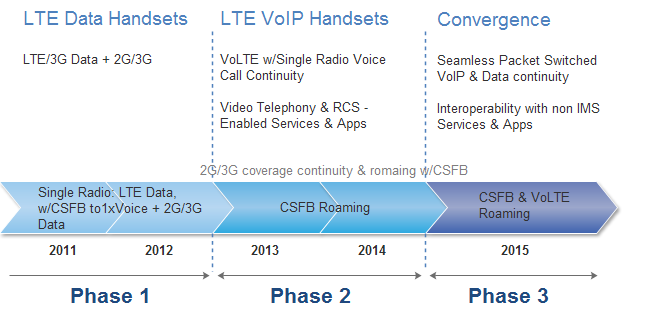 LTE Data Handsets
LTE/3G Data + 2G/3G
LTE VoIP Handsets
VoLTE w/Single Radio Voice
Call Continuity
Video Telephony & RCS -
Enabled Services & Apps
Convergence
Seamless Packet Switched
VoIP & Data continuity
Interoperability with non IMS
Services & Apps
2G/3G coverage continuity & romaing w/CSFB
Single Radio: LTE Data,
w/CSFB to1xVoice + 2G/3G
Data
CSFB Roaming
CSFB & VoLTE
Roaming
2011
2012
2013
2014
2015
Phase 1
Phase 2
Phase 3